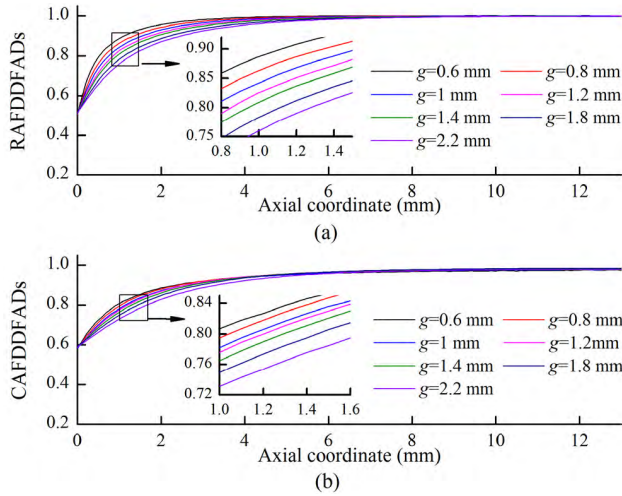 RAFDDFADs
1.0
0.8
0.6
0.4
0.2
0.90
0.85
0.80
0.75
0.8 1.0 1.2 1.4
g=0.6 mm g=0.8 mm
g=1 mm g=1.2 mm
g=1.4 mm g=1.8 mm
g=2.2 mm
0 2 4 6 8 10 12
Axial coordinate (mm)
(a)
CAFDDFADs
1.0
0.8
0.6
0.4
0.2
0.84
0.80
0.76
0.72
1.0 1.2 1.4 1.6
g=0.6 mm g=0.8 mm
g=1 mm g=1.2mm
g=1.4 mm g=1.8 mm
g=2.2 mm
0 2 4 6 8 10 12
Axial coordinate (mm)
(b)